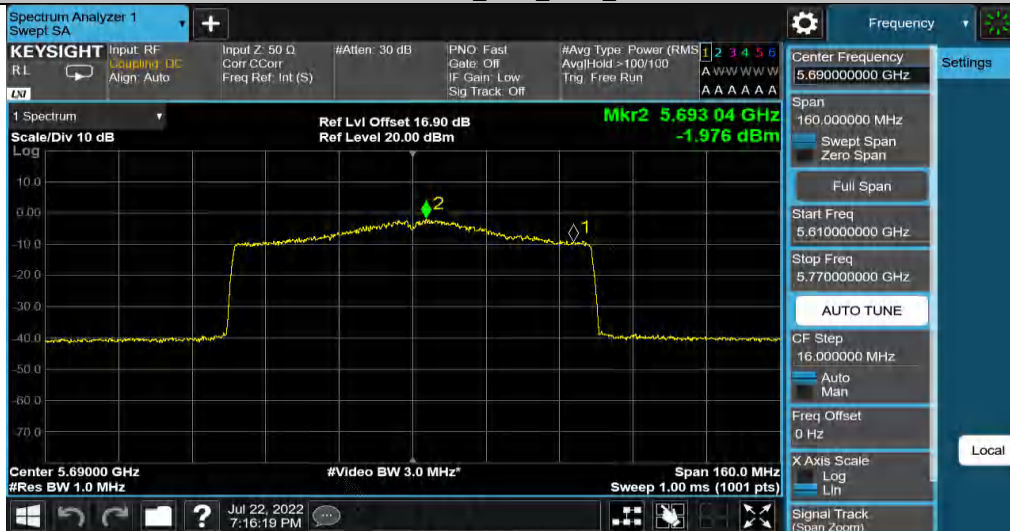 Spectrum Analyzer 1
Swept SA
+
Frequency
KEYSIGHT
RL
LXI
Input: RF
Coupling: DC
Align: Auto
Input Z: 50 Ω
Corr CCorr
Freq Ref: Int (S)
#Atten: 30 dB
PNO: Fast
Gate: Off
IF Gain: Low
Sig Track: Off
#Avg Type: Power (RMS
Avg|Hold >100/100
Trig: Free Run
1 2 3 4 5 6
A W W W W W
A A A A A A
1 Spectrum
Scale/Div 10 dB
Ref Lvl Offset 16.90 dB
Ref Level 20.00 dBm
Mkr2 5.693 04 GHz
-1.976 dBm
Log
10.0
0.00
-10.0
-20.0
-30.0
-40.0
-50.0
-60.0
-70.0
2
1
Center 5.69000 GHz
#Res BW 1.0 MHz
#Video BW 3.0 MHz*
Span 160.0 MHz
Sweep 1.00 ms (1001 pts)
Center Frequency
5.690000000 GHz
Span
160.000000 MHz
Swept Span
Zero Span
Full Span
Start Freq
5.610000000 GHz
Stop Freq
5.770000000 GHz
AUTO TUNE
CF Step
16.000000 MHz
Auto
Man
Freq Offset
0 Hz
X Axis Scale
Log
Lin
Signal Track
(Span Zoom)
Settings
Local
?
Jul 22, 2022
7:16:19 PM